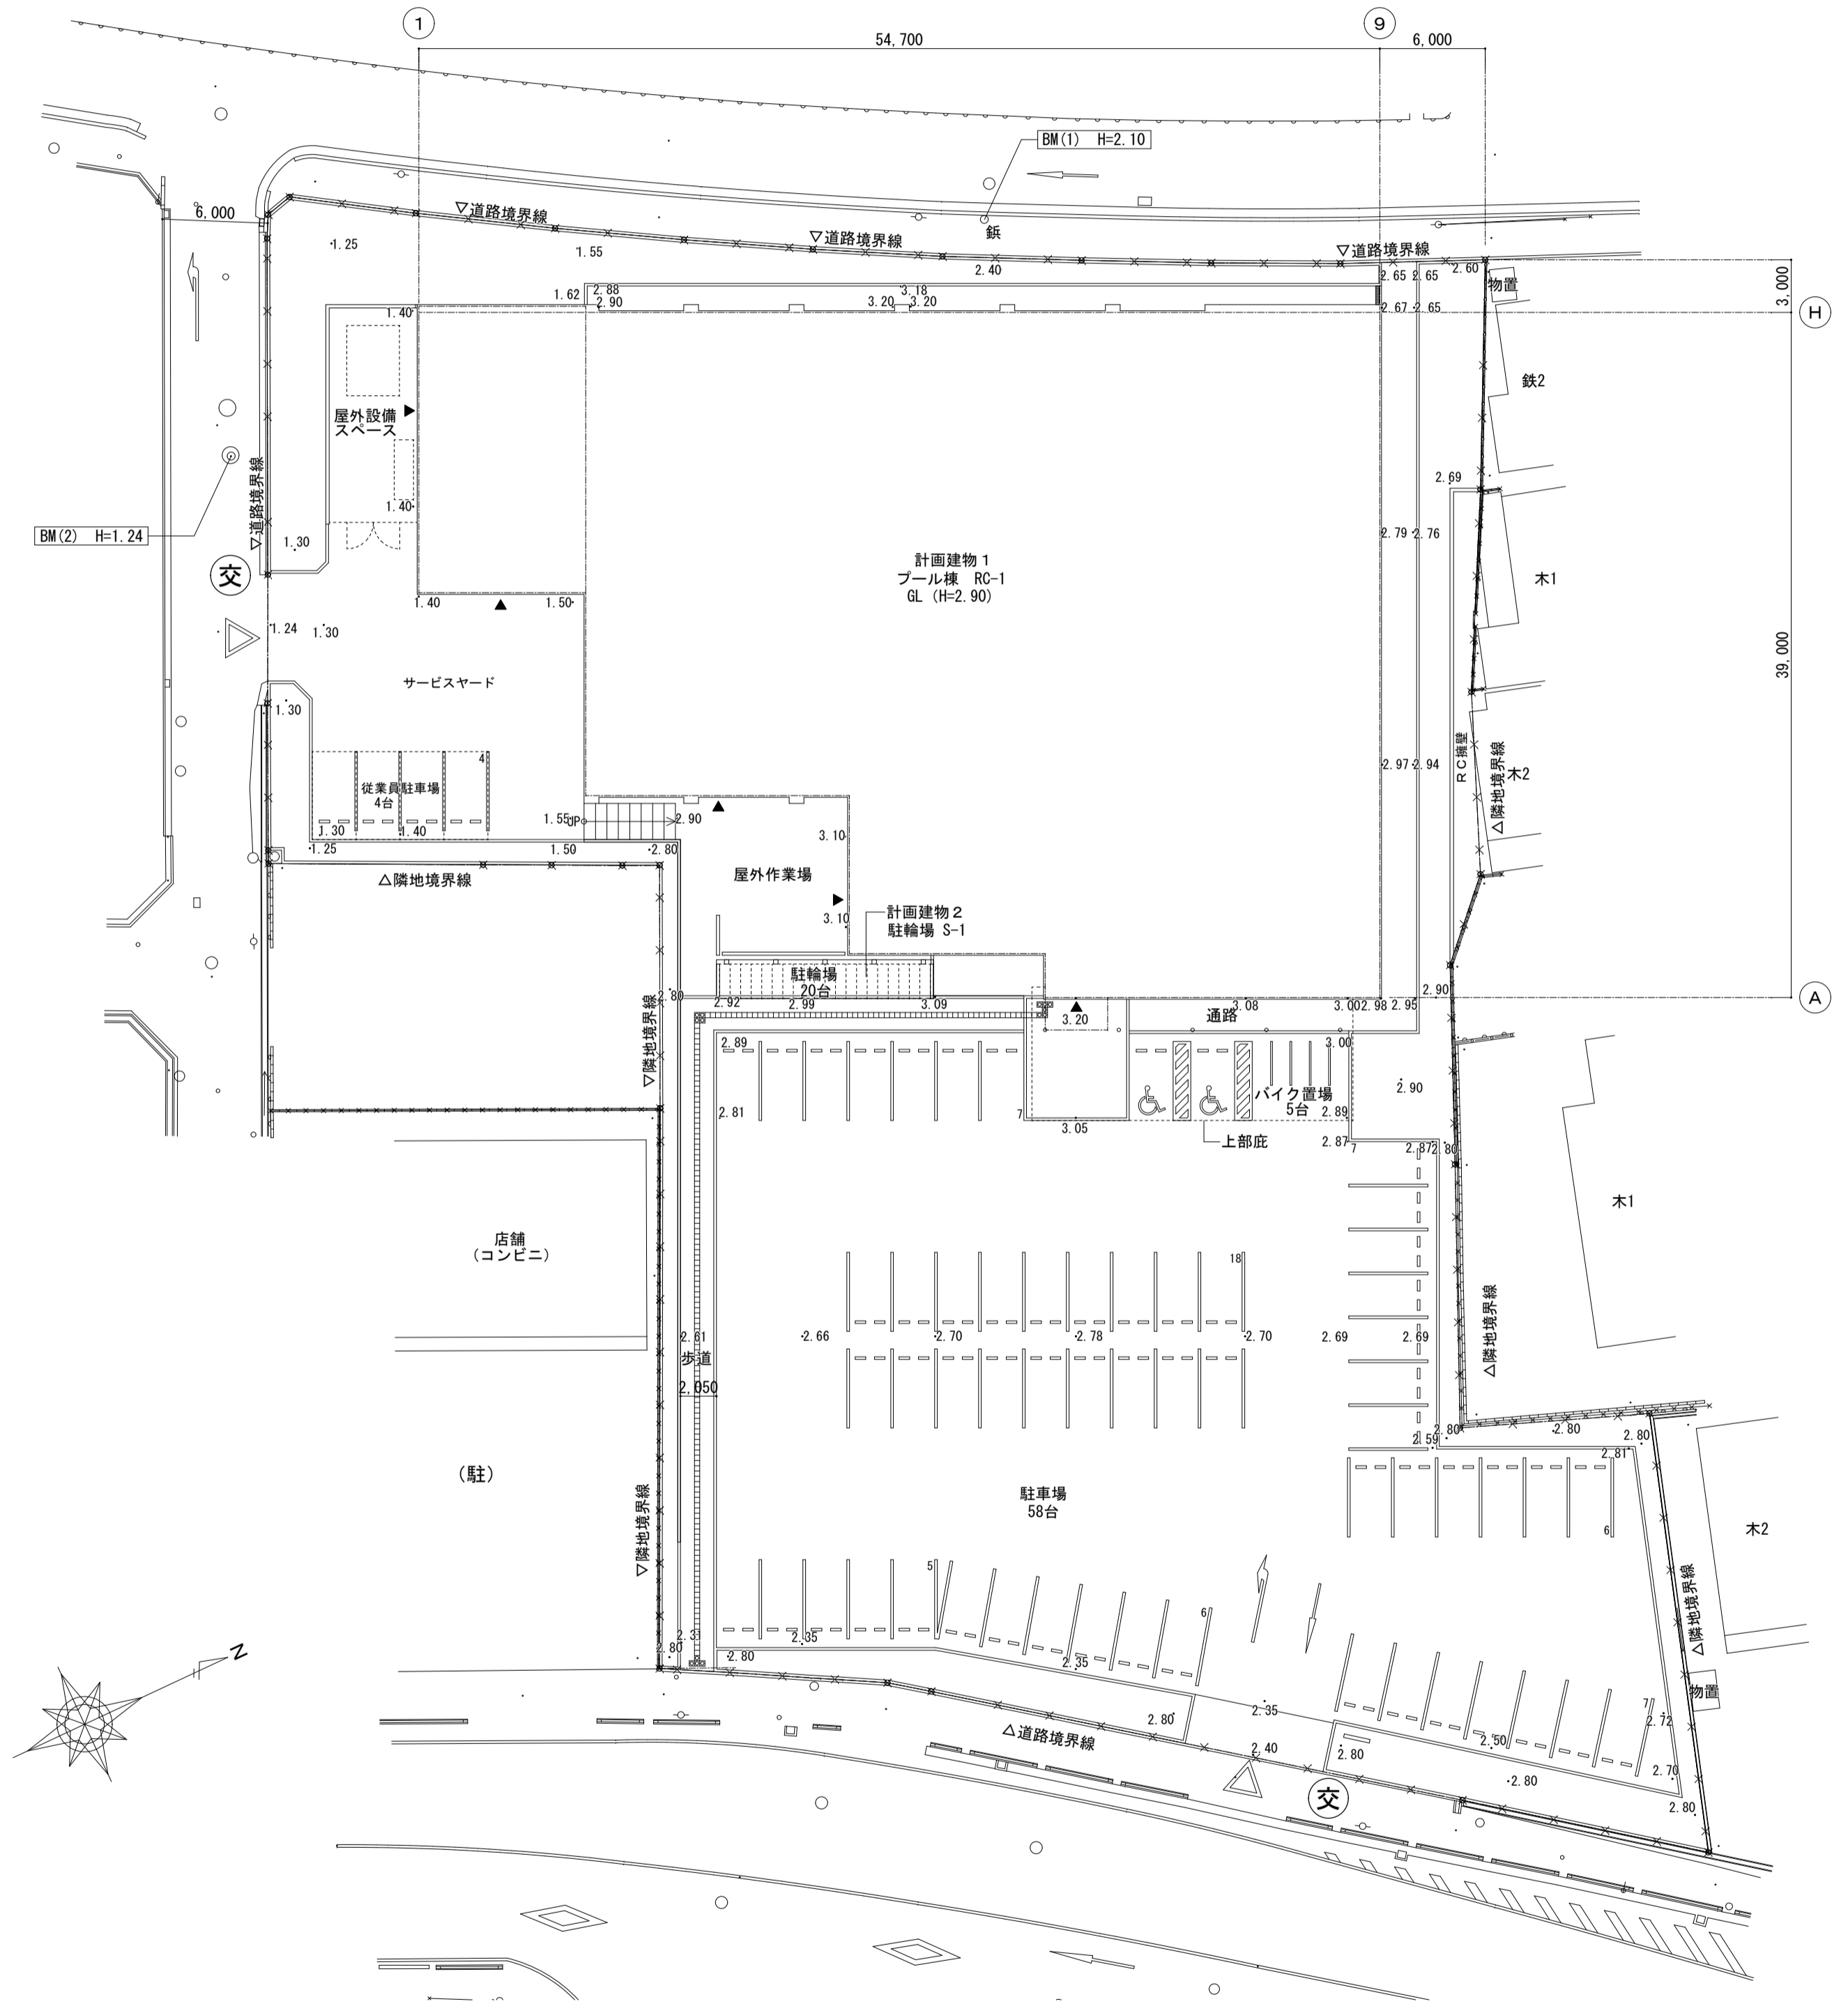 1
9
54,700
6,000
BM(1) H=2.10
6,000
▽道路境界線
鋲
▽道路境界線
▽道路境界線
1.25
1.55
2.40
2.65
2.65
2.60
3,000
物置
1.62
2.88
2.90
3.18
3.20
3.20
1.40
2.67
2.65
H
鉄2
屋外設備
スペース
1.40
2.69
▽道路境界線
BM(2) H=1.24
1.30
2.79
2.76
計画建物1
プール棟 RC-1
GL (H=2.90)
交
木1
1.40
1.50
1.24
1.30
39,000
サービスヤード
1.30
4
従業員駐車場
4台
2.97
2.94
RC擁壁
△隣地境界線
木2
1.30
1.40
1.55
UP
2.90
3.10
1.25
1.50
2.80
△隣地境界線
屋外作業場
3.10
計画建物2
駐輪場 S-1
駐輪場
20台
2.80
2.92
2.99
3.09
3.20
3.08
3.00
2.98
2.95
2.90
A
通路
▽隣地境界線
2.89
3.00
2.90
バイク置場
5台
2.81
7
3.05
2.89
上部庇
2.87
7
2.87
2.80
木1
店舗
(コンビニ)
18
2.61
2.66
2.70
2.78
2.70
2.69
2.69
歩道
2,050
△隣地境界線
2.80
2.80
2.80
2.59
2.81
(駐)
駐車場
58台
▽隣地境界線
6
木2
5
6
△隣地境界線
2.35
2.80
2.80
2.35
N
物置
7
2.72
2.80
2.35
△道路境界線
2.40
2.80
2.50
2.80
2.70
2.80
交